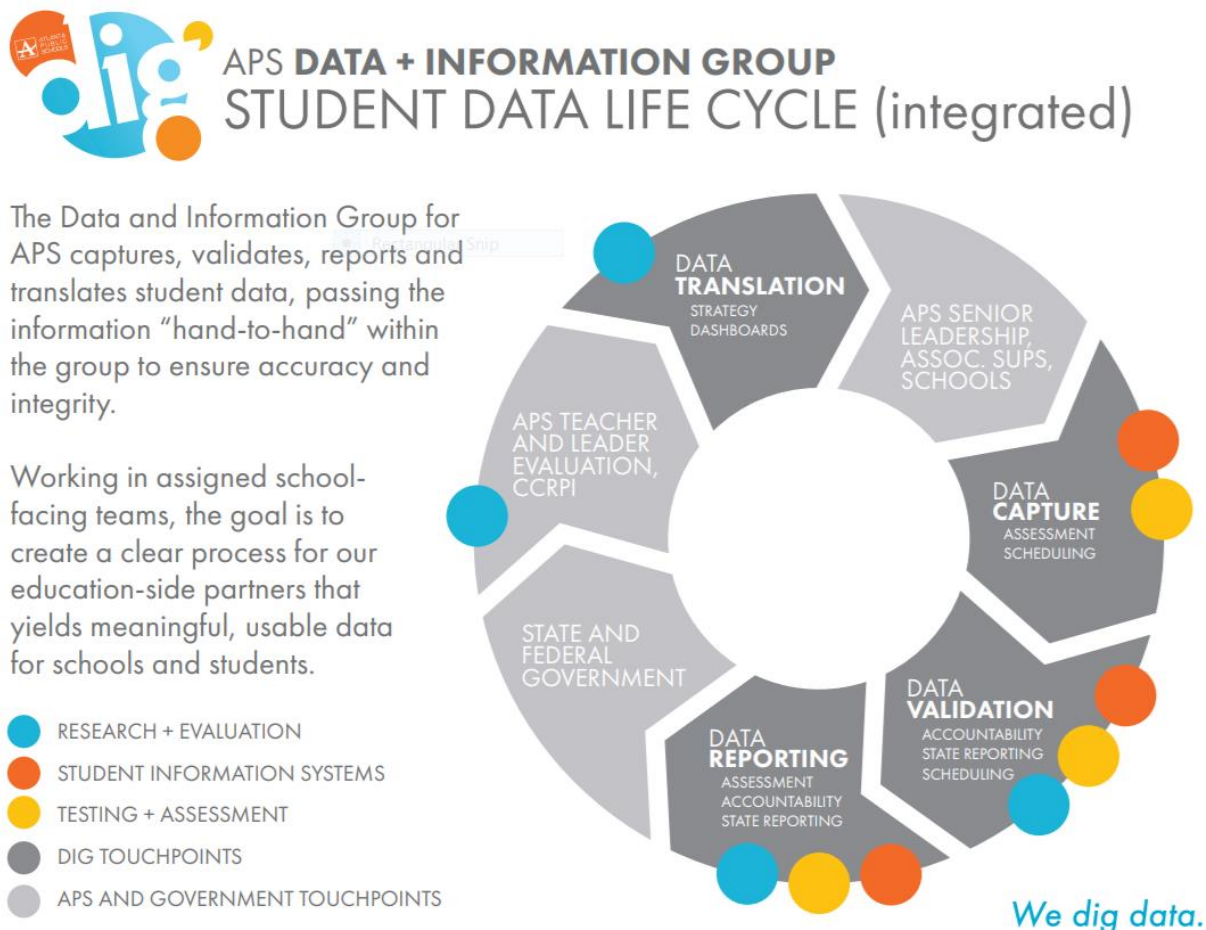 A ATLANTA
PUBLIC
SCHOOLS
dig
APS DATA + INFORMATION GROUP
STUDENT DATA LIFE CYCLE (integrated)
The Data and Information Group for
APS captures, validates, reports and
translates student data, passing the
information “hand-to-hand” within
the group to ensure accuracy and
integrity.
Working in assigned school-
facing teams, the goal is to
create a clear process for our
education-side partners that
yields meaningful, usable data
for schools and students.
RESEARCH + EVALUATION
STUDENT INFORMATION SYSTEMS
TESTING + ASSESSMENT
DIG TOUCHPOINTS
APS AND GOVERNMENT TOUCHPOINTS
Rectangular Snip
DATA
TRANSLATION
STRATEGY
DASHBOARDS
APS SENIOR
LEADERSHIP,
ASSOC. SUPS,
SCHOOLS
DATA
CAPTURE
ASSESSMENT
SCHEDULING
DATA
VALIDATION
ACCOUNTABILITY
STATE REPORTING
SCHEDULING
DATA
REPORTING
ASSESSMENT
ACCOUNTABILITY
STATE REPORTING
STATE AND
FEDERAL
GOVERNMENT
APS TEACHER
AND LEADER
EVALUATION,
CCRPI
We dig data.